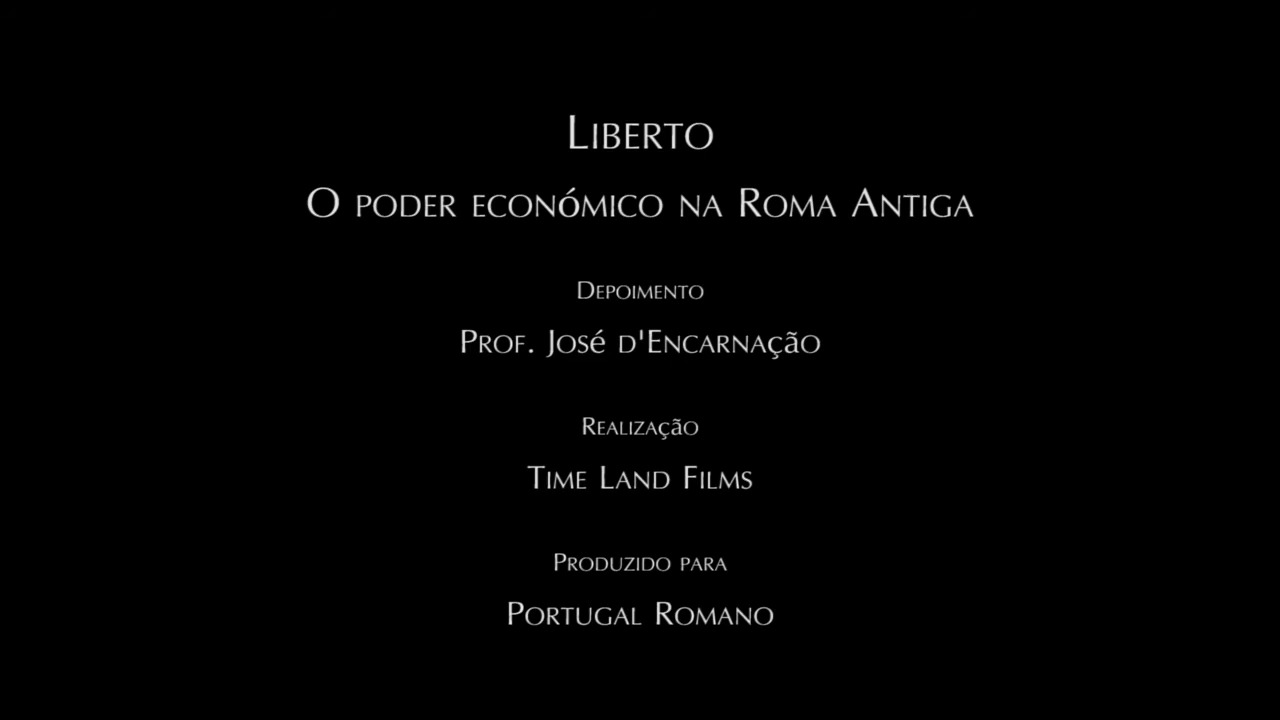 Liberto
O poder económico na Roma Antiga
Depoimento
Prof. José d'Encarnação
Realização
Time Land Films
Produzido para
Portugal Romano